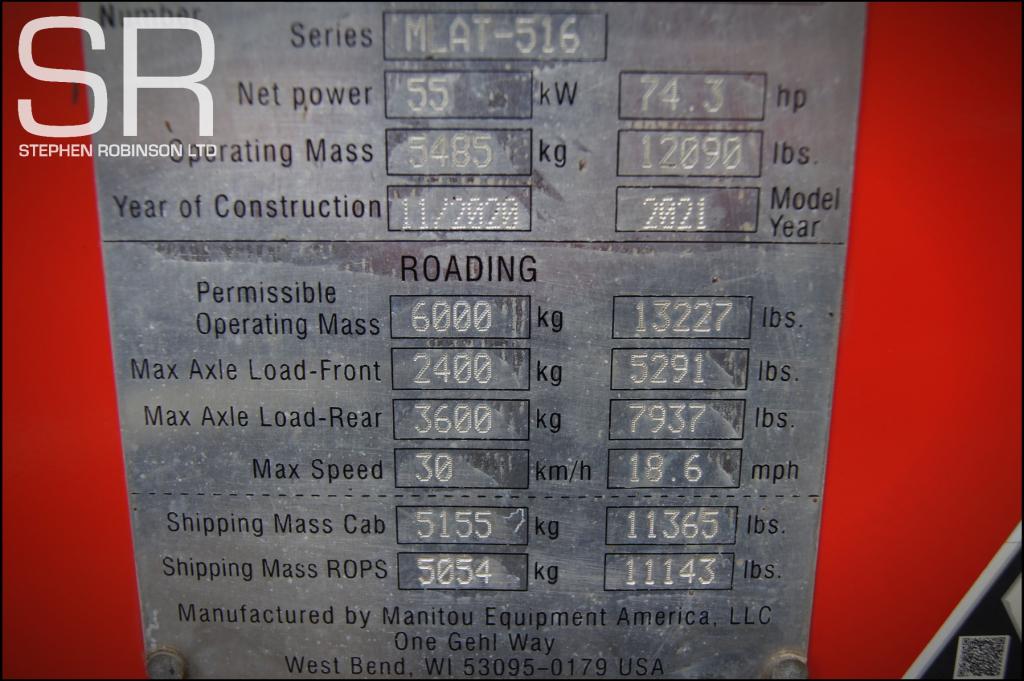 Number
SR
STEPHEN ROBINSON LTD
Series MLAT-516
Net power 55 kW 74.3 hp
Operating Mass 5485 kg 12090 lbs.
Year of Construction 11/2020 2021 Model
Year
ROADING
Permissible
Operating Mass 6000 kg 13227 lbs.
Max Axle Load-Front 2400 kg 5291 lbs.
Max Axle Load-Rear 3600 kg 7937 lbs.
Max Speed 30 km/h 18.6 mph
Shipping Mass Cab 5155 kg 11365 lbs.
Shipping Mass ROPS 5054 kg 11143 lbs.
Manufactured by Manitou Equipment America, LLC
One Gehl Way
West Bend, WI 53095-0179 USA